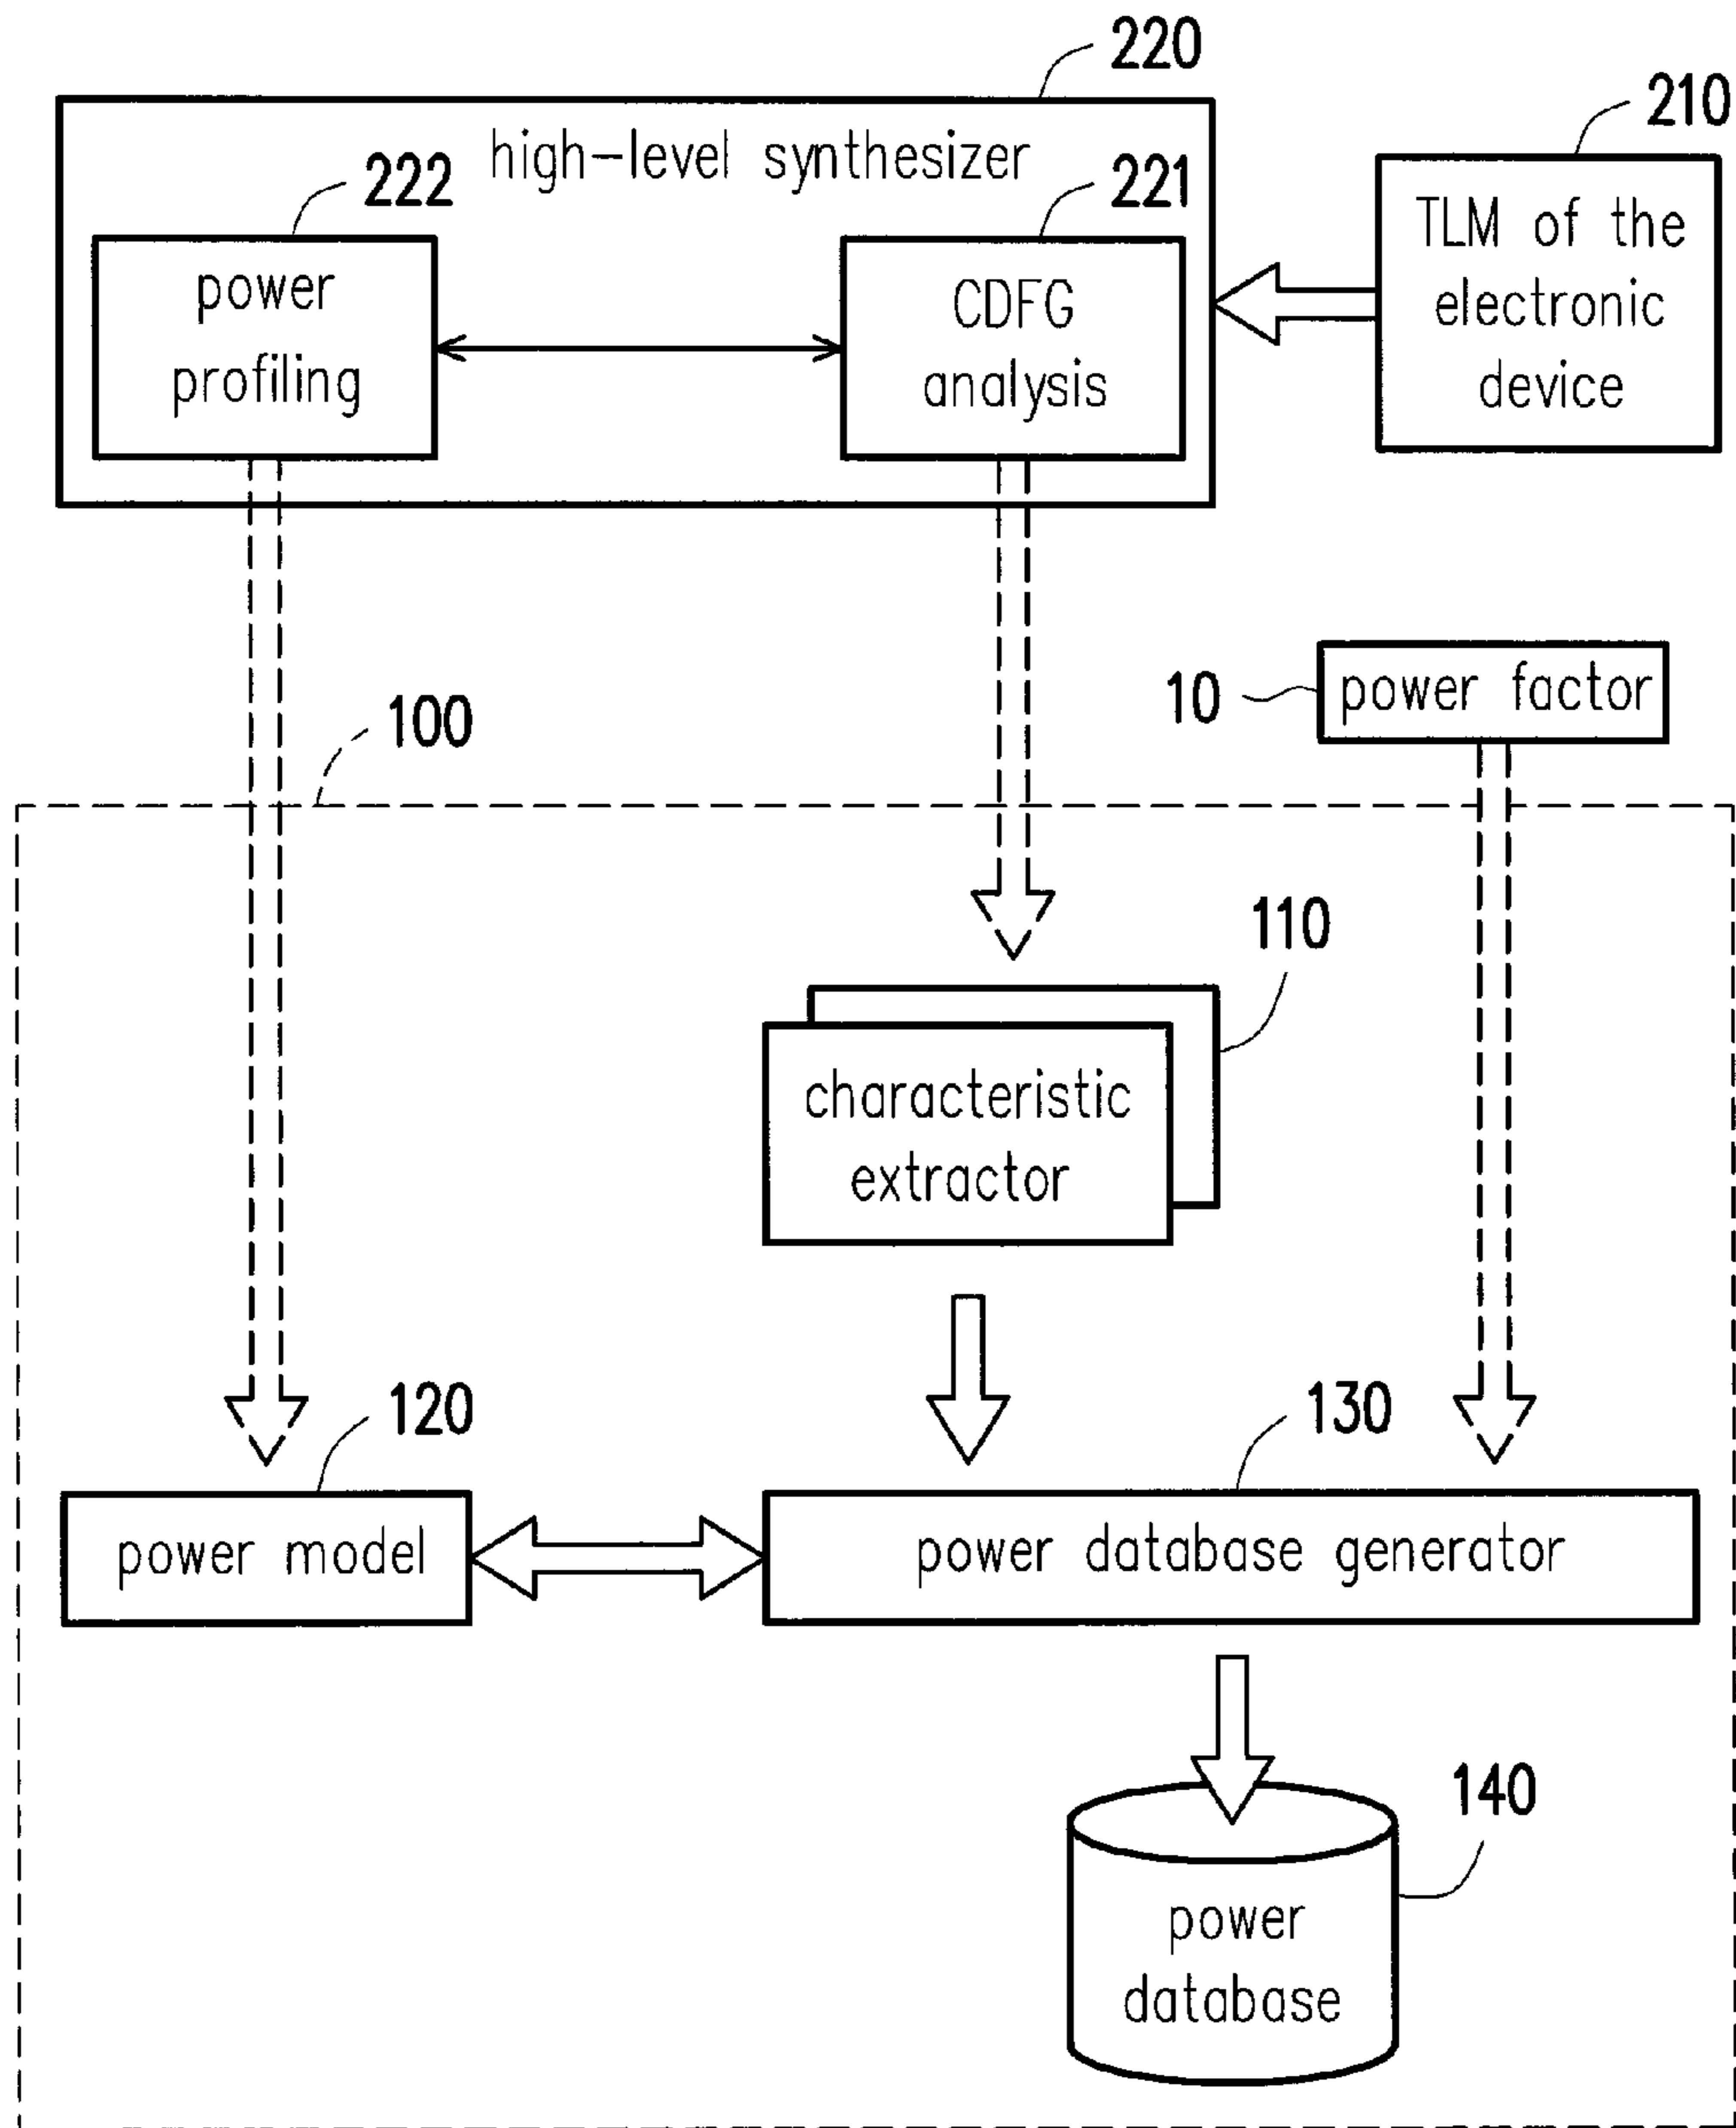 220
210
high-level synthesizer
222
221
power
profiling
CDFG
analysis
TLM of the
electronic
device
10
power factor
100
110
characteristic
extractor
120
130
power model
power database generator
140
power
database